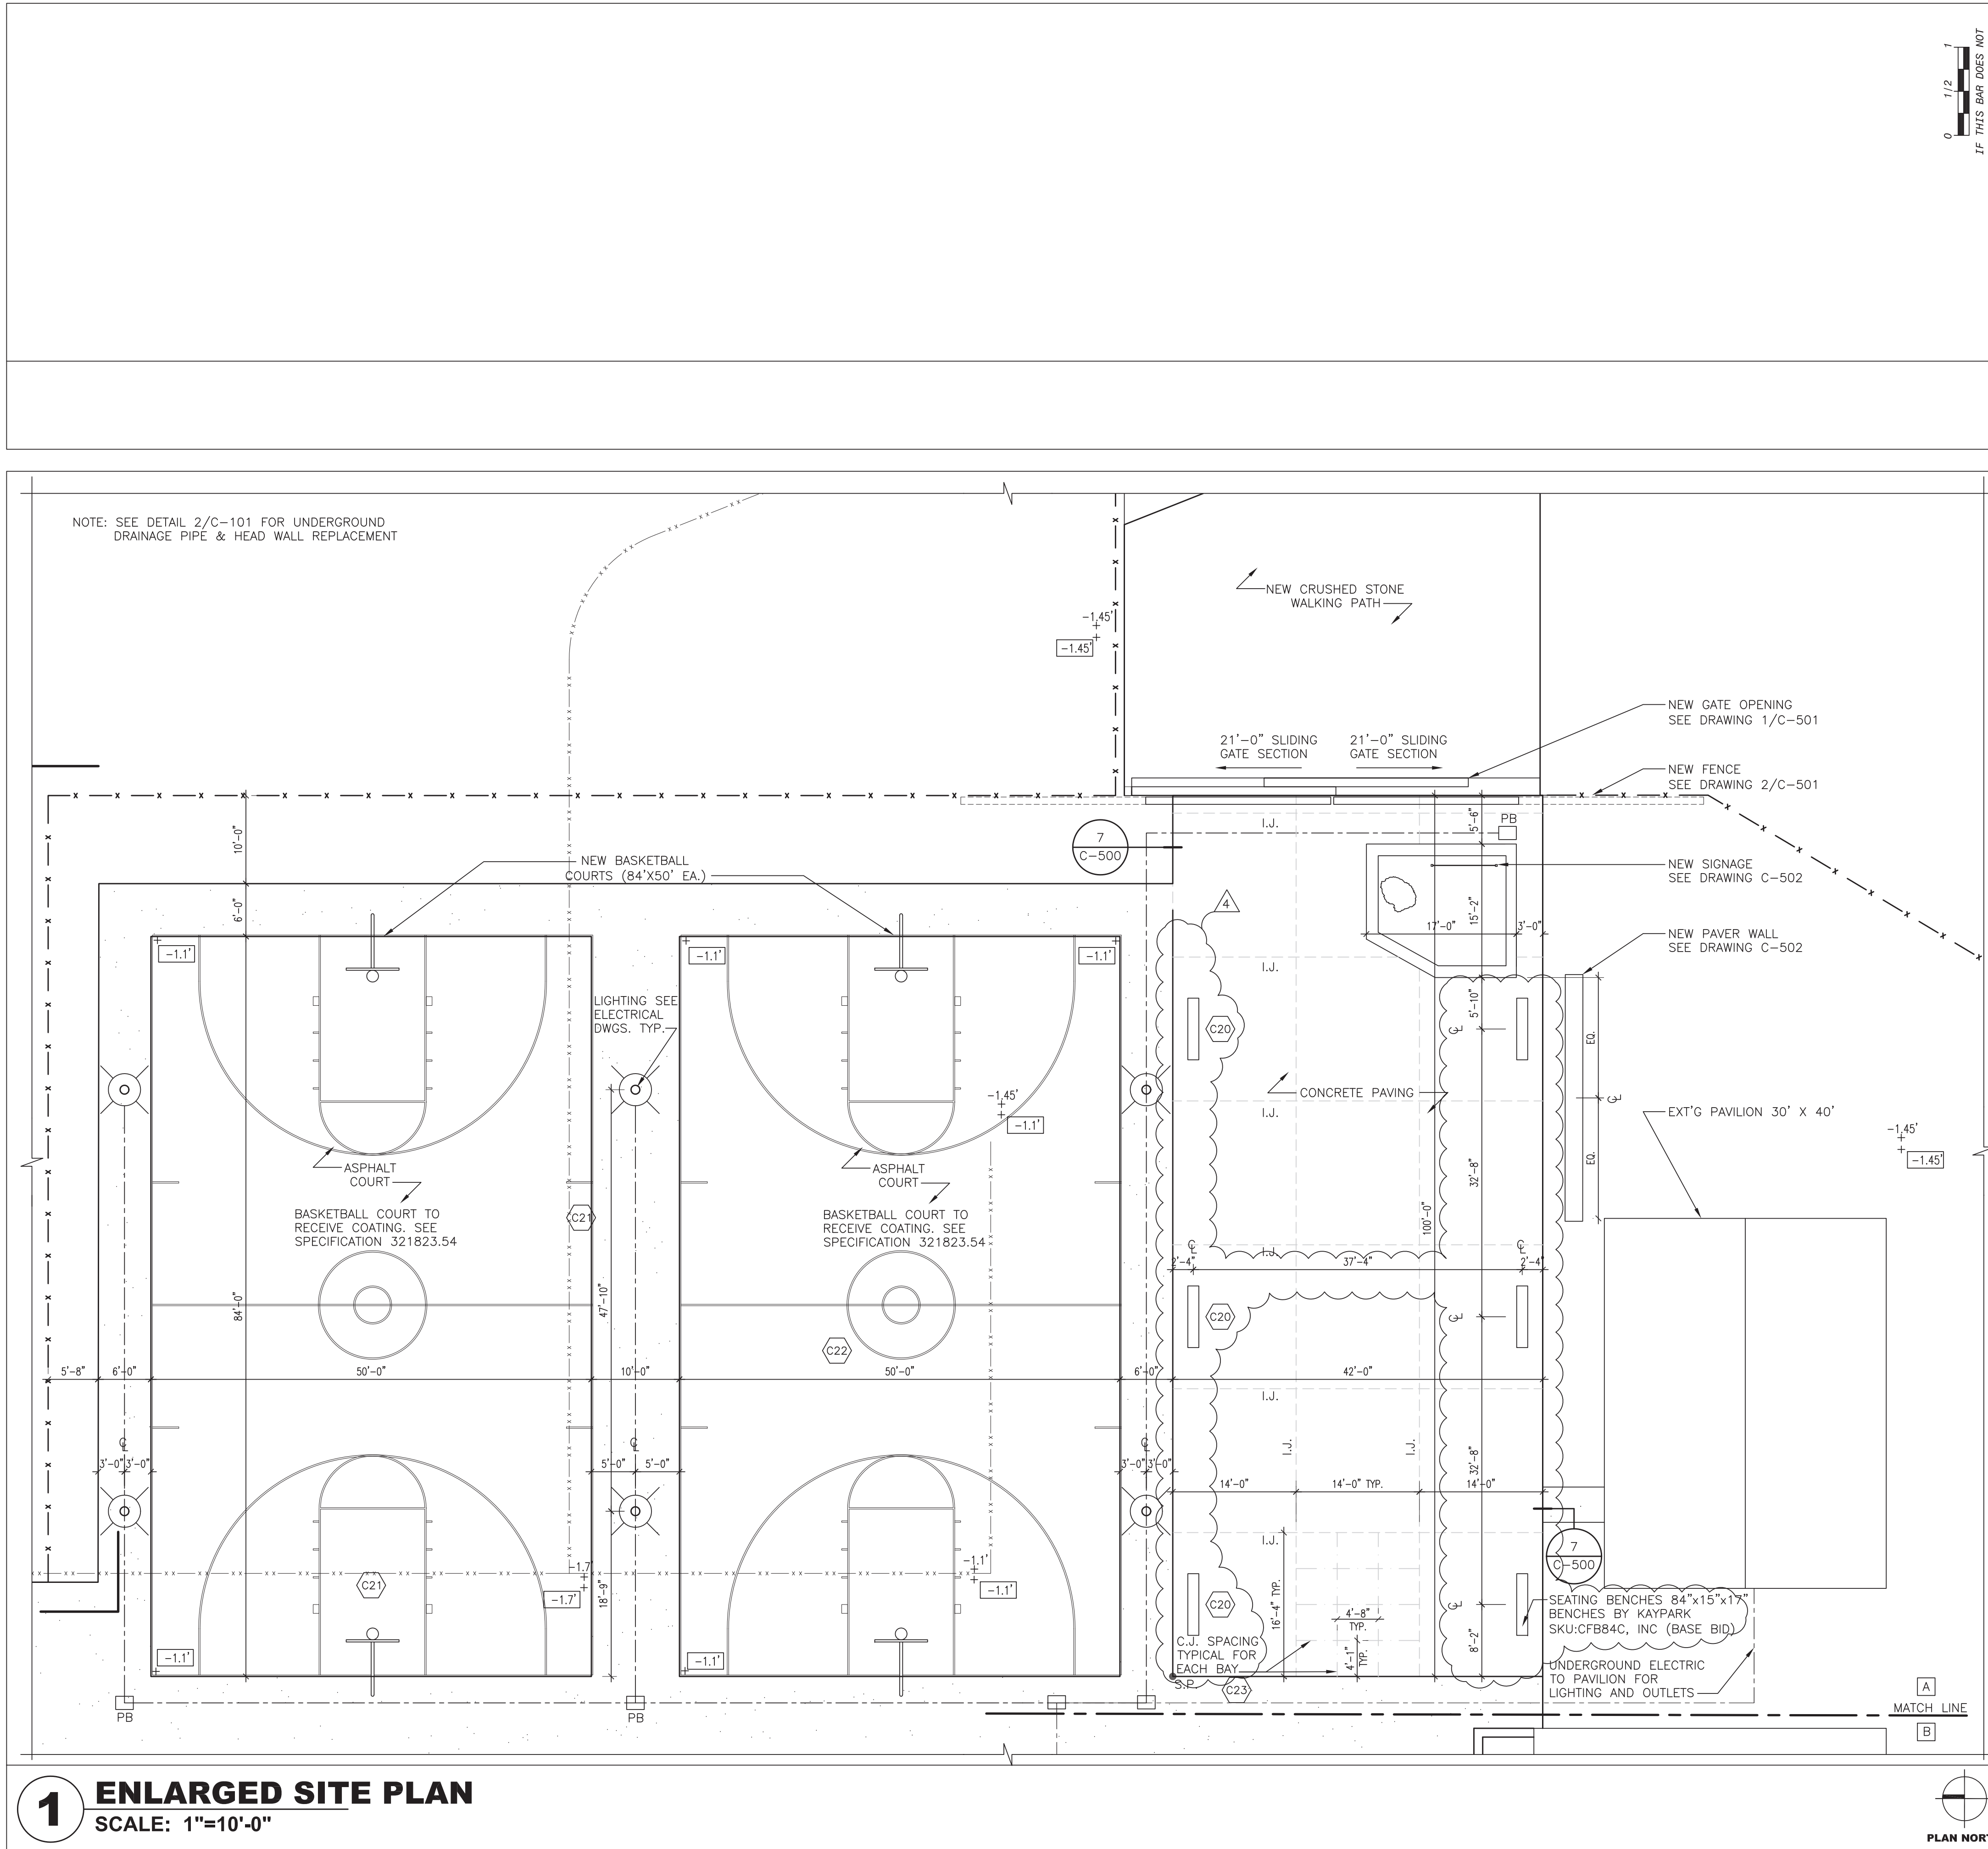 0 1/2 1
IF THIS BAR DOES NOT
NOTE: SEE DETAIL 2/C-101 FOR UNDERGROUND
DRAINAGE PIPE & HEAD WALL REPLACEMENT
NEW CRUSHED STONE
WALKING PATH
-1.45'
-1.45'
NEW GATE OPENING
SEE DRAWING 1/C-501
21'-0" SLIDING
GATE SECTION
21'-0" SLIDING
GATE SECTION
NEW FENCE
SEE DRAWING 2/C-501
10'-0"
6'-0"
I.J.
5'-6"
PB
7
C-500
NEW BASKETBALL
COURTS (84'X50' EA.)
NEW SIGNAGE
SEE DRAWING C-502
4
15'-2"
17'-0"
3'-0"
NEW PAVER WALL
SEE DRAWING C-502
-1.1'
-1.1'
-1.1'
I.J.
LIGHTING SEE
ELECTRICAL
DWGS. TYP.
5'-10"
C20
EQ.
-1.45'
-1.1'
CONCRETE PAVING
I.J.
EXT'G PAVILION 30' X 40'
-1.45'
-1.45'
ASPHALT
COURT
ASPHALT
COURT
32'-8"
EQ.
100'-0"
BASKETBALL COURT TO
RECEIVE COATING. SEE
SPECIFICATION 321823.54
C21
BASKETBALL COURT TO
RECEIVE COATING. SEE
SPECIFICATION 321823.54
I.J.
2'-4"
37'-4"
2'-4"
84'-0"
47'-10"
C20
C22
5'-8"
6'-0"
50'-0"
10'-0"
50'-0"
6'-0"
42'-0"
I.J.
I.J.
I.J.
32'-8"
3'-0"
3'-0"
5'-0"
5'-0"
3'-0"
3'-0"
14'-0"
14'-0" TYP.
14'-0"
I.J.
7
C-500
-1.7'
-1.7'
C21
18'-9"
-1.1'
-1.1'
C20
16'-4" TYP.
4'-8"
TYP.
4'-1"
TYP.
8'-2"
SEATING BENCHES 84"x15"x17"
BENCHES BY KAYPARK
SKU:CFB84C, INC (BASE BID)
C.J. SPACING
TYPICAL FOR
EACH BAY
S.P.
C23
-1.1'
-1.1'
UNDERGROUND ELECTRIC
TO PAVILION FOR
LIGHTING AND OUTLETS
PB
PB
A
MATCH LINE
B
1
ENLARGED SITE PLAN
SCALE: 1"=10'-0"
PLAN NORT